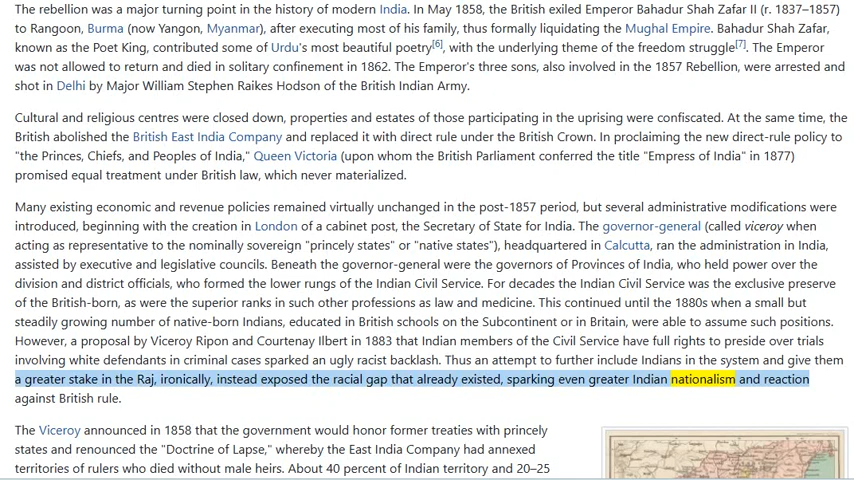 The rebellion was a major turning point in the history of modern India. In May 1858, the British exiled Emperor Bahadur Shah Zafar II (r. 1837–1857)
to Rangoon, Burma (now Yangon, Myanmar), after executing most of his family, thus formally liquidating the Mughal Empire. Bahadur Shah Zafar,
known as the Poet King, contributed some of Urdu's most beautiful poetry[6], with the underlying theme of the freedom struggle[7]. The Emperor
was not allowed to return and died in solitary confinement in 1862. The Emperor's three sons, also involved in the 1857 Rebellion, were arrested and
shot in Delhi by Major William Stephen Raikes Hodson of the British Indian Army.
Cultural and religious centres were closed down, properties and estates of those participating in the uprising were confiscated. At the same time, the
British abolished the British East India Company and replaced it with direct rule under the British Crown. In proclaiming the new direct-rule policy to
"the Princes, Chiefs, and Peoples of India," Queen Victoria (upon whom the British Parliament conferred the title "Empress of India" in 1877)
promised equal treatment under British law, which never materialized.
Many existing economic and revenue policies remained virtually unchanged in the post-1857 period, but several administrative modifications were
introduced, beginning with the creation in London of a cabinet post, the Secretary of State for India. The governor-general (called viceroy when
acting as representative to the nominally sovereign "princely states" or "native states"), headquartered in Calcutta, ran the administration in India,
assisted by executive and legislative councils. Beneath the governor-general were the governors of Provinces of India, who held power over the
division and district officials, who formed the lower rungs of the Indian Civil Service. For decades the Indian Civil Service was the exclusive preserve
of the British-born, as were the superior ranks in such other professions as law and medicine. This continued until the 1880s when a small but
steadily growing number of native-born Indians, educated in British schools on the Subcontinent or in Britain, were able to assume such positions.
However, a proposal by Viceroy Ripon and Courtenay Ilbert in 1883 that Indian members of the Civil Service have full rights to preside over trials
involving white defendants in criminal cases sparked an ugly racist backlash. Thus an attempt to further include Indians in the system and give them
a greater stake in the Raj, ironically, instead exposed the racial gap that already existed, sparking even greater Indian nationalism and reaction
against British rule.
The Viceroy announced in 1858 that the government would honor former treaties with princely
states and renounced the "Doctrine of Lapse," whereby the East India Company had annexed
territories of rulers who died without male heirs. About 40 percent of Indian territory and 20–25